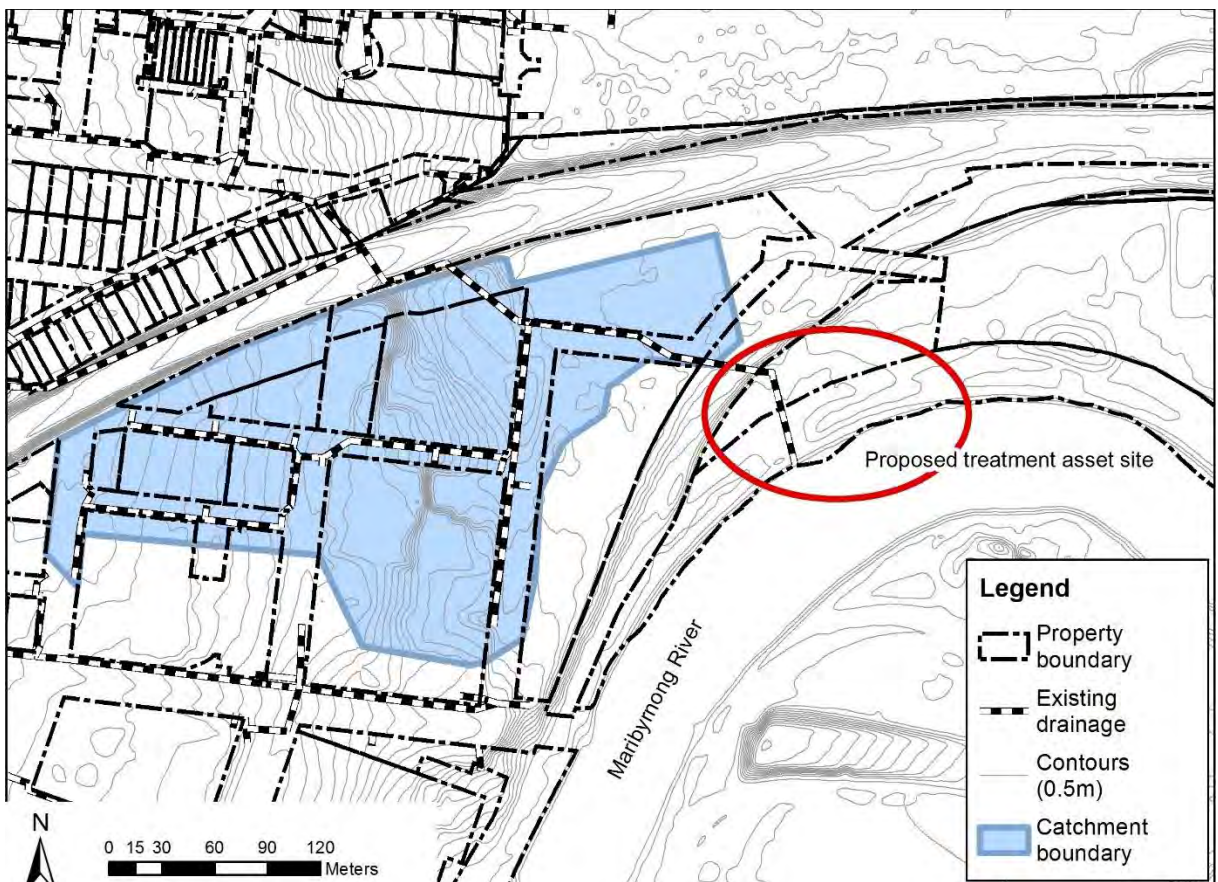 Proposed treatment asset site
Maribyrnong River
Legend
Property
boundary
Existing
drainage
Contours
(0.5m)
Catchment
boundary
N
0 15 30 60 90 120
Meters